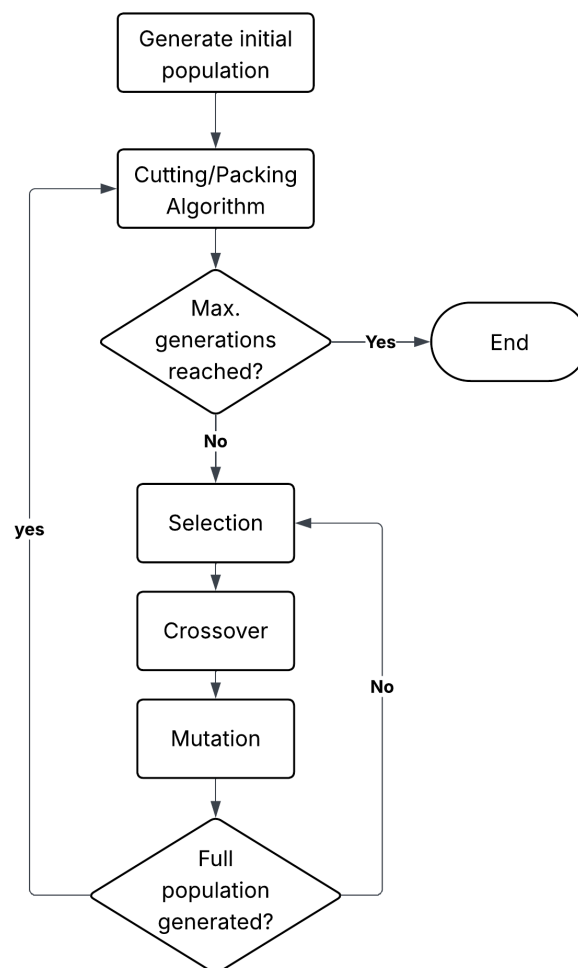 Generate initial
population
Cutting/Packing
Algorithm
Max.
generations
reached?
Yes
End
No
Selection
yes
Crossover
No
Mutation
Full
population
generated?